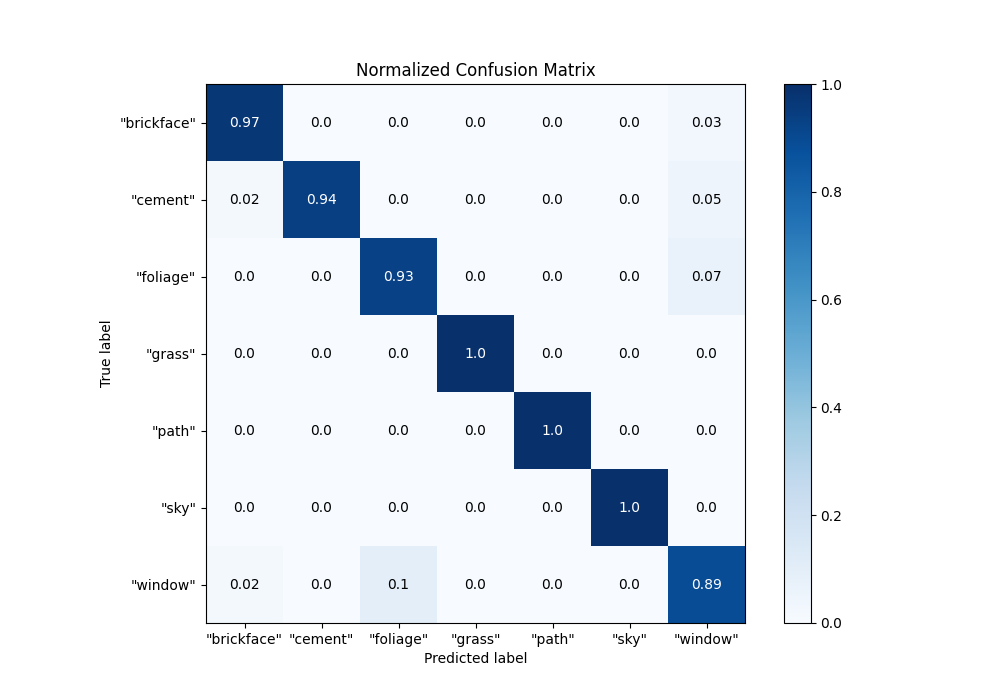 Normalized Confusion Matrix
"brickface" 0.97 0.0 0.0 0.0 0.0 0.0 0.03
"cement" 0.02 0.94 0.0 0.0 0.0 0.0 0.05
"foliage" 0.0 0.0 0.93 0.0 0.0 0.0 0.07
"grass" 0.0 0.0 0.0 1.0 0.0 0.0 0.0
"path" 0.0 0.0 0.0 0.0 1.0 0.0 0.0
"sky" 0.0 0.0 0.0 0.0 0.0 1.0 0.0
"window" 0.02 0.0 0.1 0.0 0.0 0.0 0.89
"brickface" "cement" "foliage" "grass" "path" "sky" "window"
Predicted label
True label
1.0
0.8
0.6
0.4
0.2
0.0